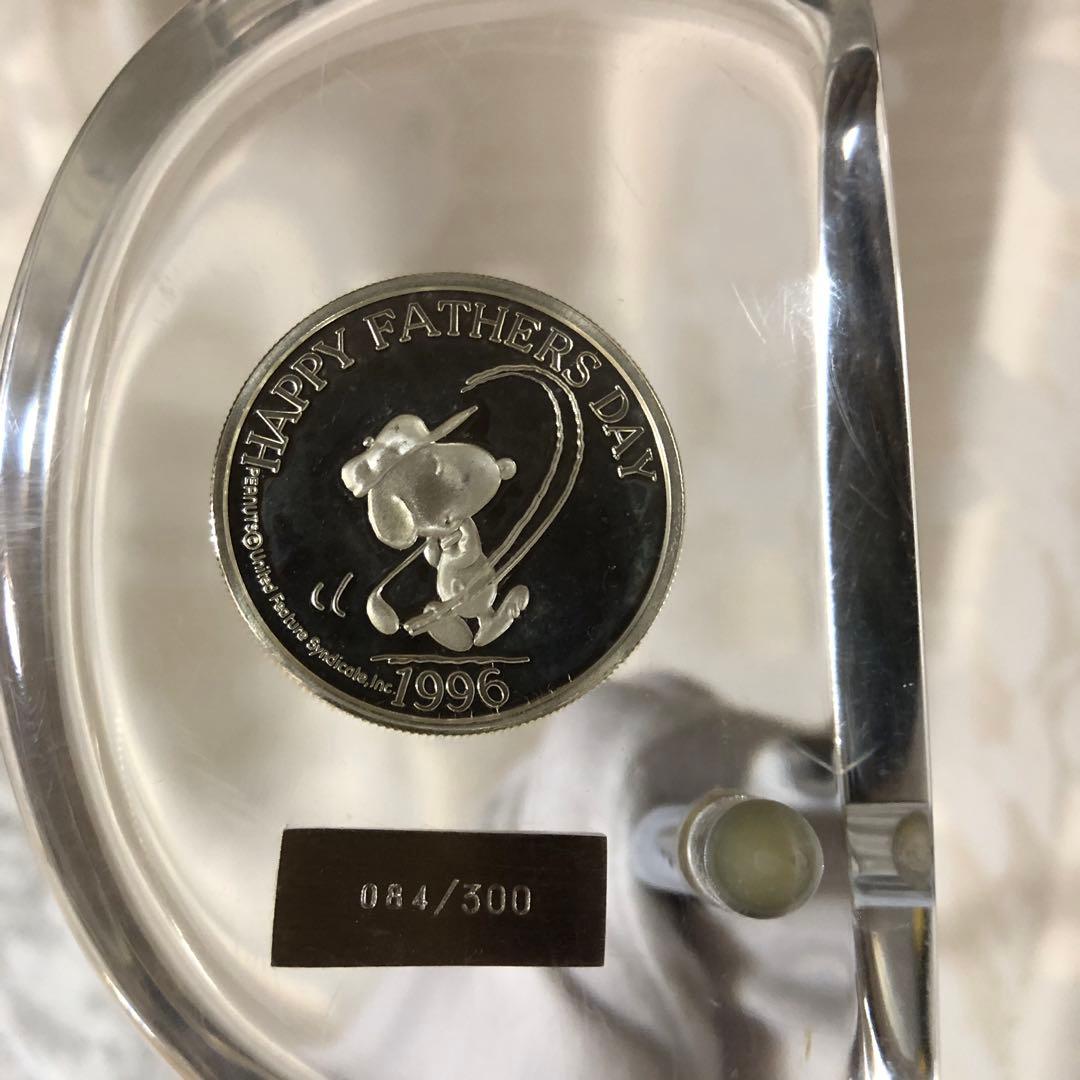 HAPPY FATHERS DAY
PEANUTS © United Feature Syndicate, Inc.
1996
084/300